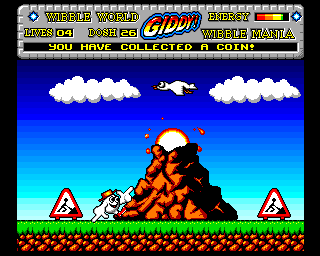 WIBBLE WORLD GIDDY! ENERGY
LIVES 04 DOSH 26 WIBBLE MANIA
YOU HAVE COLLECTED A COIN!